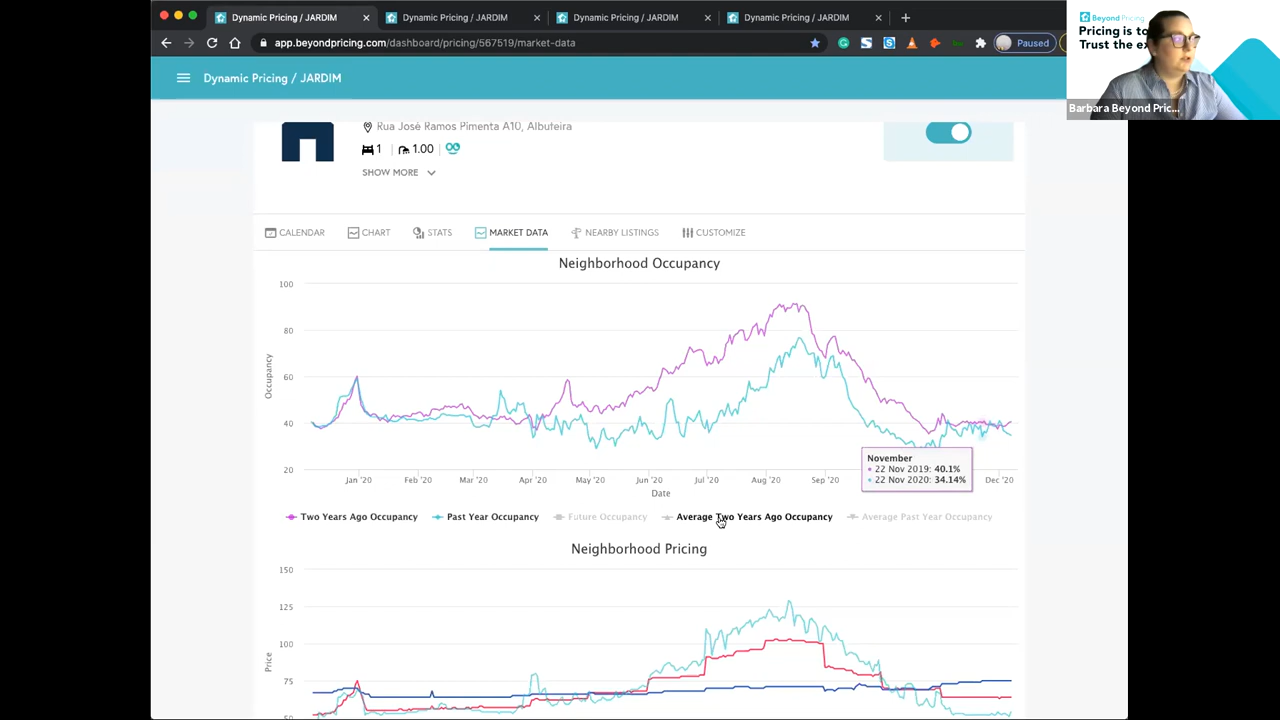 Dynamic Pricing / JARDIM
Dynamic Pricing / JARDIM
Dynamic Pricing / JARDIM
Dynamic Pricing / JARDIM
app.beyondpricing.com/dashboard/pricing/567519/market-data
Paused
Beyond Pricing
Pricing is to
Trust the ex
Barbara Beyond Pric...
Dynamic Pricing / JARDIM
Rua José Ramos Pimenta A10, Albufeira
1 | 1.00
SHOW MORE
CALENDAR
CHART
STATS
MARKET DATA
NEARBY LISTINGS
CUSTOMIZE
Neighborhood Occupancy
100
80
60
40
20
Occupancy
Jan '20
Feb '20
Mar '20
Apr '20
May '20
Jun '20
Jul '20
Aug '20
Sep '20
Dec '20
Date
November
22 Nov 2019: 40.1%
22 Nov 2020: 34.14%
Two Years Ago Occupancy
Past Year Occupancy
Future Occupancy
Average Two Years Ago Occupancy
Average Past Year Occupancy
Neighborhood Pricing
150
125
100
75
50
Price